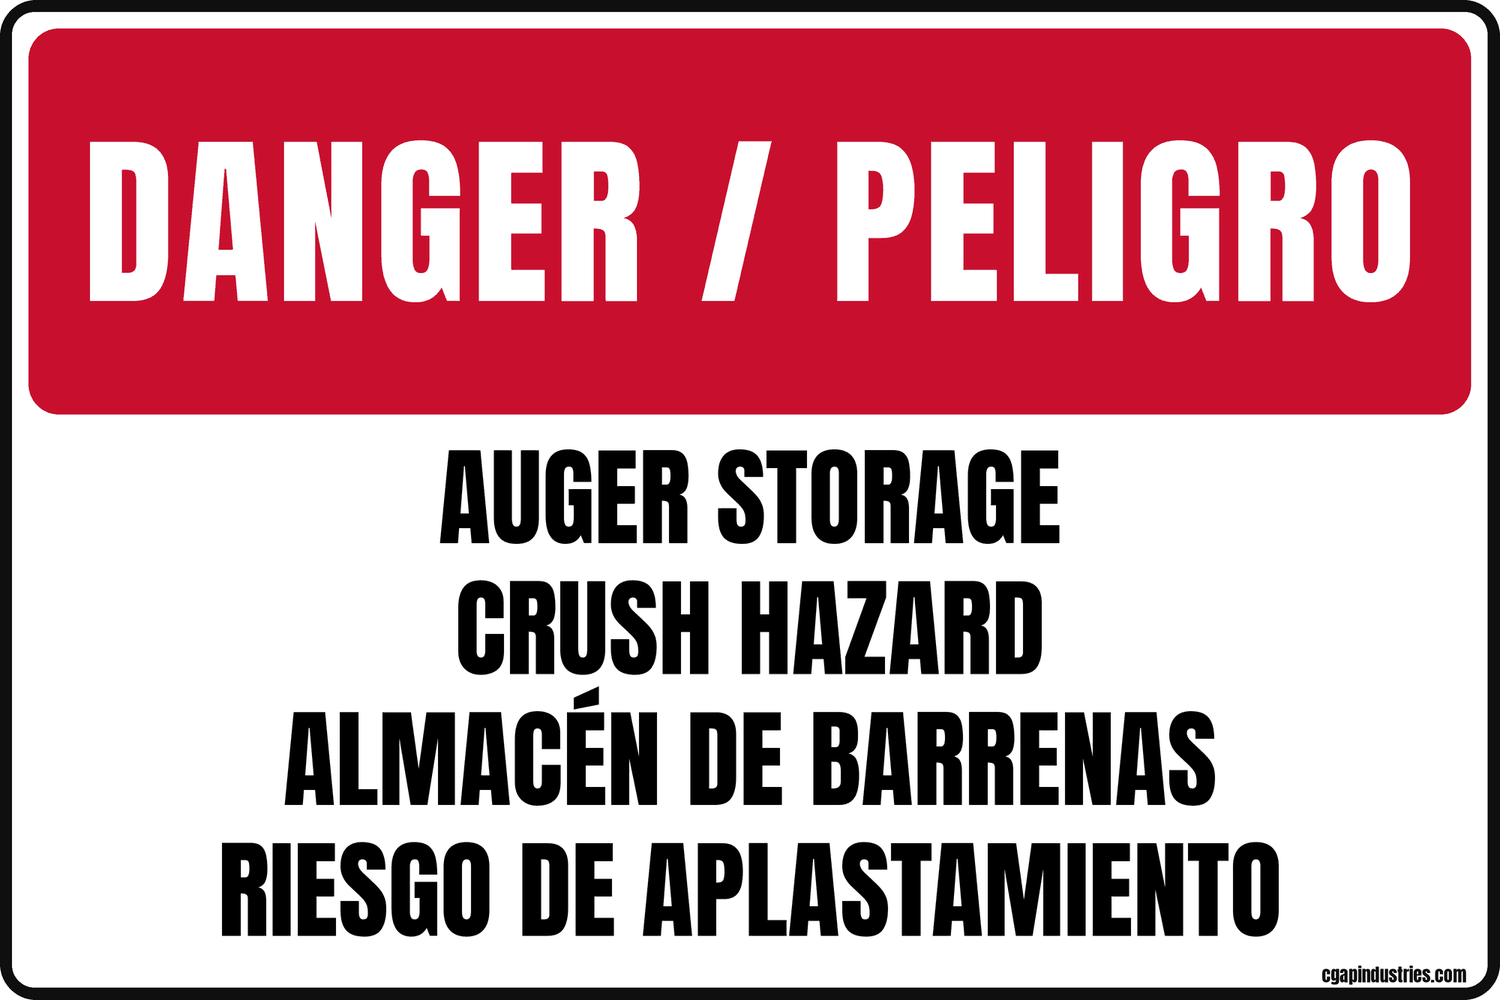 DANGER / PELIGRO
AUGER STORAGE
CRUSH HAZARD
ALMACÉN DE BARRENAS
RIESGO DE APLASTAMIENTO
cgapindustries.com